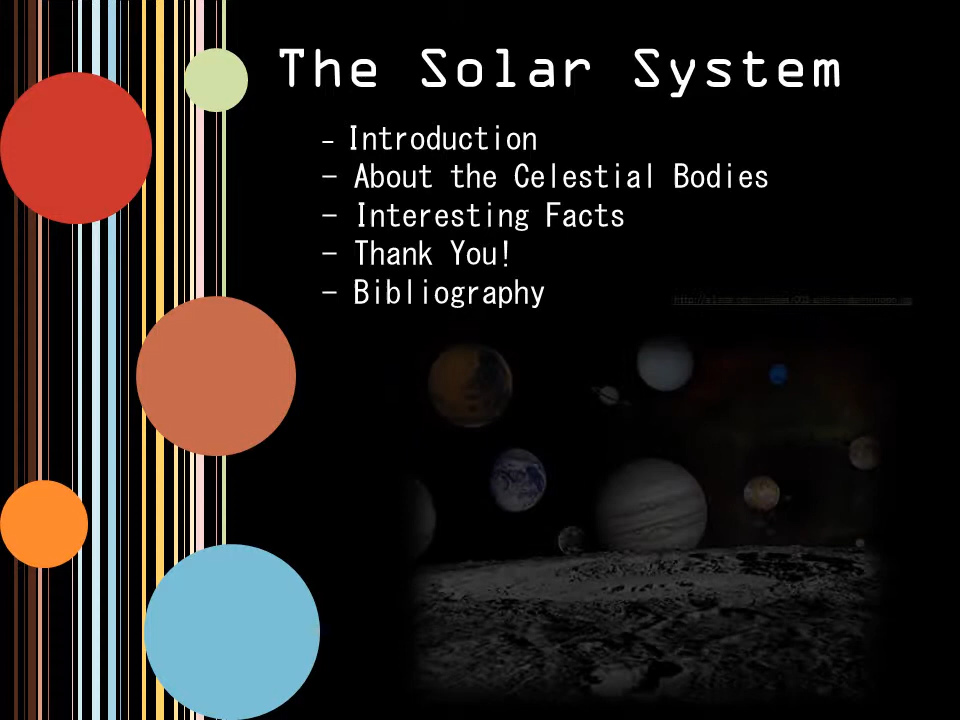 The Solar System
- Introduction
- About the Celestial Bodies
- Interesting Facts
- Thank You!
- Bibliography